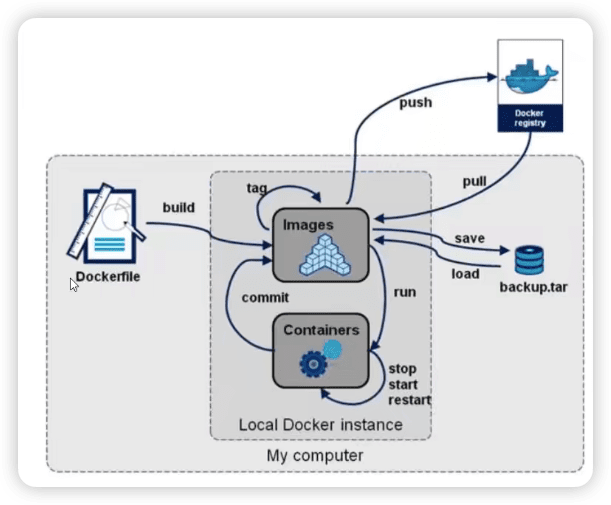 push
Docker
registry
pull
tag
build
Images
save
load
backup.tar
Dockerfile
commit
run
Containers
stop
start
restart
Local Docker instance
My computer